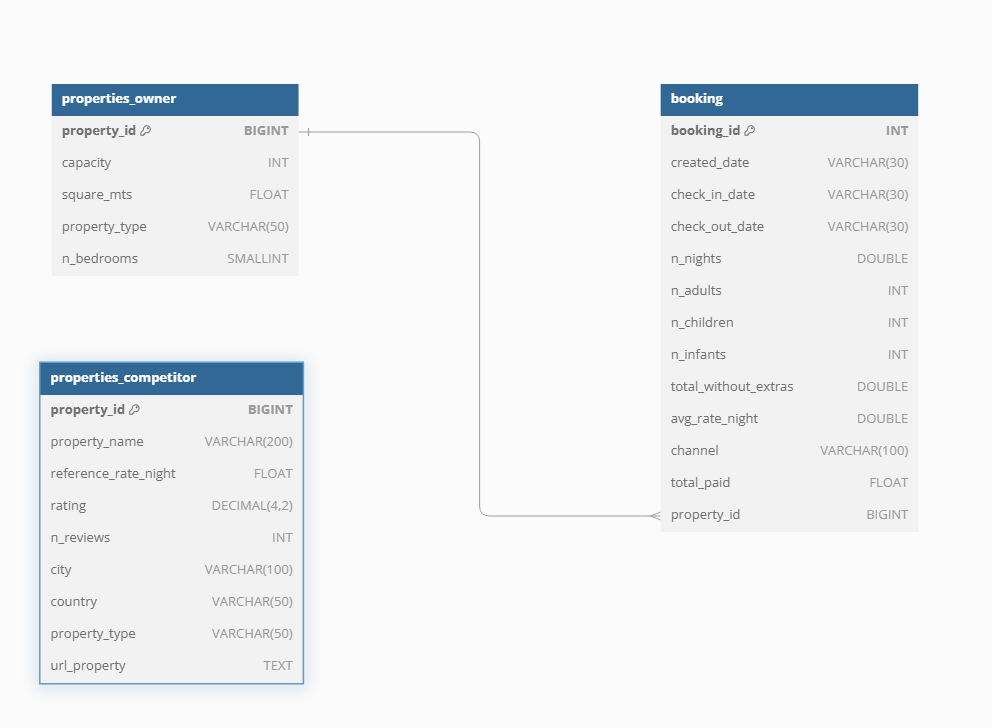 properties_owner
property_id BIGINT
capacity INT
square_mts FLOAT
property_type VARCHAR(50)
n_bedrooms SMALLINT
properties_competitor
property_id BIGINT
property_name VARCHAR(200)
reference_rate_night FLOAT
rating DECIMAL(4,2)
n_reviews INT
city VARCHAR(100)
country VARCHAR(50)
property_type VARCHAR(50)
url_property TEXT
booking
booking_id INT
created_date VARCHAR(30)
check_in_date VARCHAR(30)
check_out_date VARCHAR(30)
n_nights DOUBLE
n_adults INT
n_children INT
n_infants INT
total_without_extras DOUBLE
avg_rate_night DOUBLE
channel VARCHAR(100)
total_paid FLOAT
property_id BIGINT